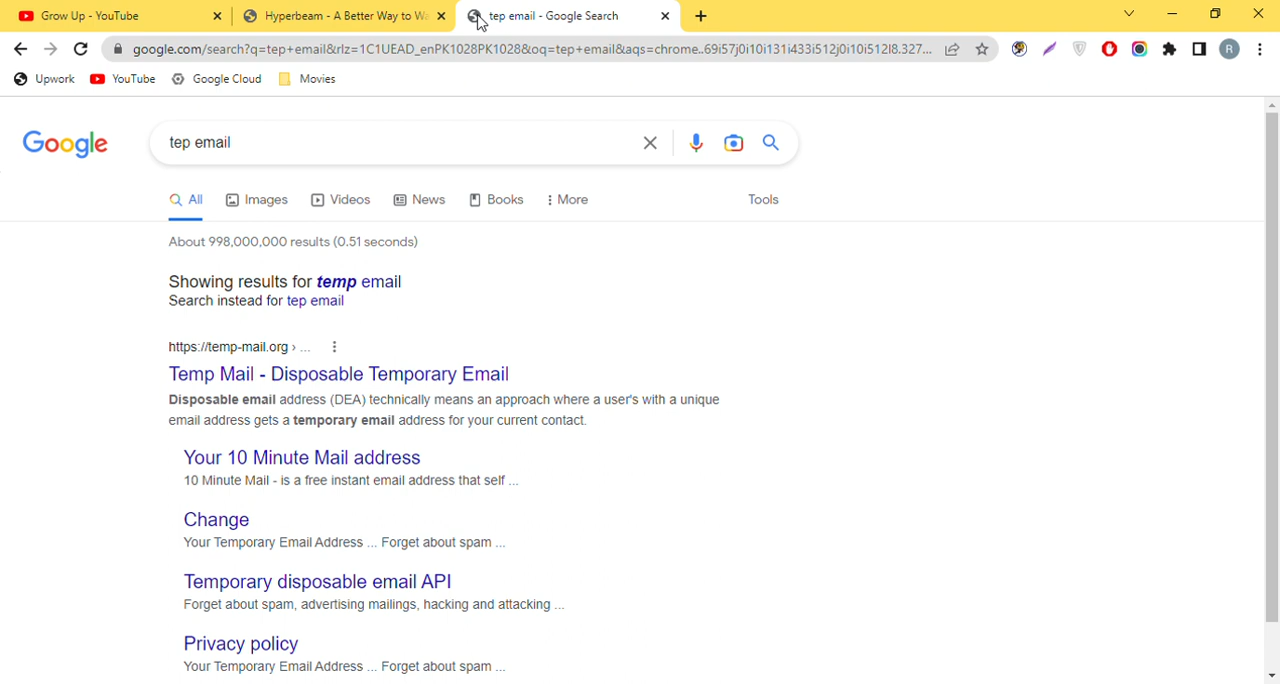 Grow Up - YouTube
Hyperbeam - A Better Way to Wa
tep email - Google Search
google.com/search?q=tep+email&rlz=1C1UEAD_enPK1028PK1028&oq=tep+email&aqs=chrome..69i57j0i10i131i433i512j0i10i512l8.327...
R
Upwork
YouTube
Google Cloud
Movies
Google
tep email
All
Images
Videos
News
Books
More
Tools
About 998,000,000 results (0.51 seconds)
Showing results for temp email
Search instead for tep email
https://temp-mail.org › ...
Temp Mail - Disposable Temporary Email
Disposable email address (DEA) technically means an approach where a user's with a unique
email address gets a temporary email address for your current contact.
Your 10 Minute Mail address
10 Minute Mail - is a free instant email address that self ...
Change
Your Temporary Email Address ... Forget about spam ...
Temporary disposable email API
Forget about spam, advertising mailings, hacking and attacking ...
Privacy policy
Your Temporary Email Address ... Forget about spam ...